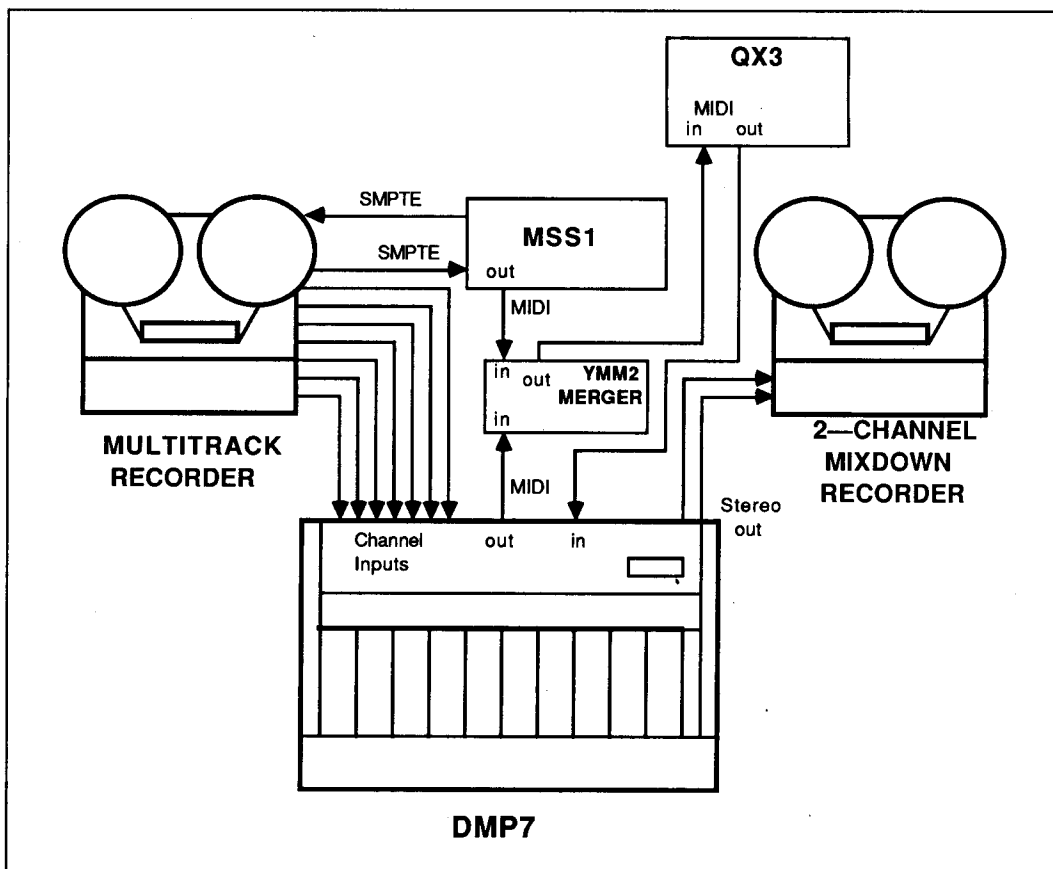 QX3
MIDI
in out
SMPTE
MSS1
SMPTE
out
MIDI
in
out
YMM2
MERGER
in
MULTITRACK
RECORDER
2—CHANNEL
MIXDOWN
RECORDER
MIDI
Stereo
out
Channel
Inputs
out
in
DMP7